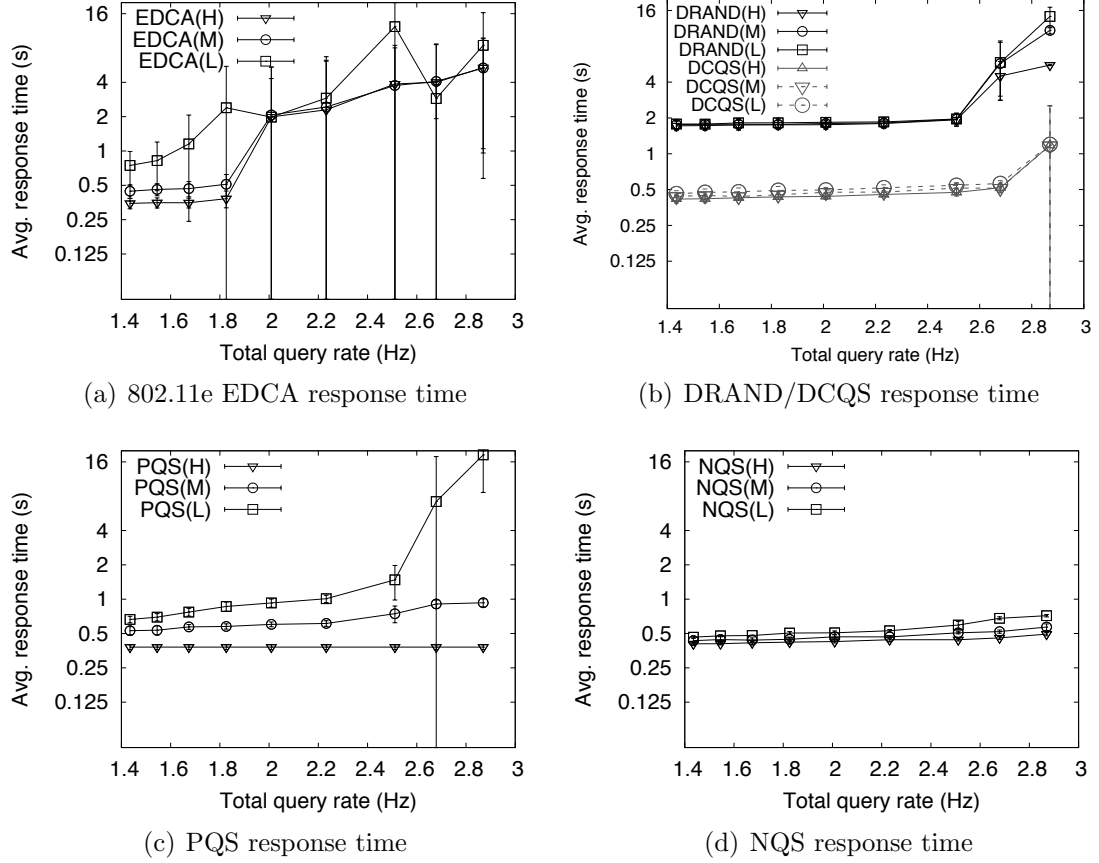 16
4
2
1
0.5
0.25
0.125
Avg. response time (s)
EDCA(H)
EDCA(M)
EDCA(L)
1.4 1.6 1.8 2 2.2 2.4 2.6 2.8 3
Total query rate (Hz)
(a) 802.11e EDCA response time
16
4
2
1
0.5
0.25
0.125
Avg. response time (s)
DRAND(H)
DRAND(M)
DRAND(L)
DCQS(H)
DCQS(M)
DCQS(L)
1.4 1.6 1.8 2 2.2 2.4 2.6 2.8 3
Total query rate (Hz)
(b) DRAND/DCQS response time
16
4
2
1
0.5
0.25
0.125
Avg. response time (s)
PQS(H)
PQS(M)
PQS(L)
1.4 1.6 1.8 2 2.2 2.4 2.6 2.8 3
Total query rate (Hz)
(c) PQS response time
16
4
2
1
0.5
0.25
0.125
Avg. response time (s)
NQS(H)
NQS(M)
NQS(L)
1.4 1.6 1.8 2 2.2 2.4 2.6 2.8 3
Total query rate (Hz)
(d) NQS response time